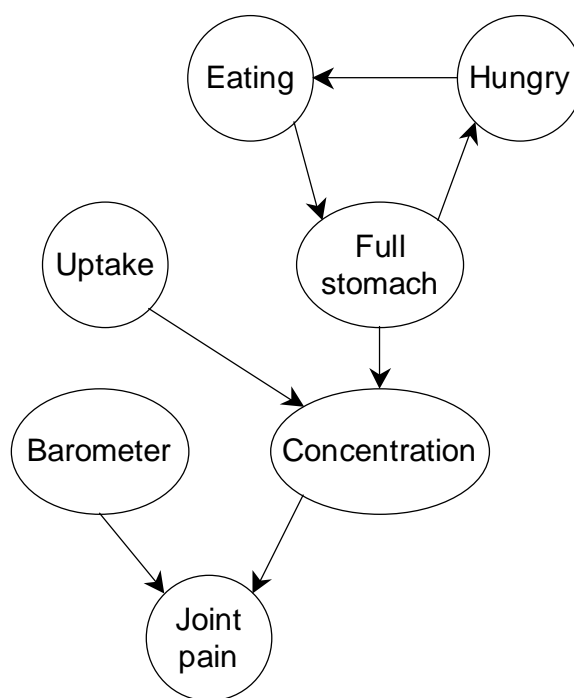 Eating
Hungry
Full
stomach
Uptake
Barometer
Concentration
Joint
pain